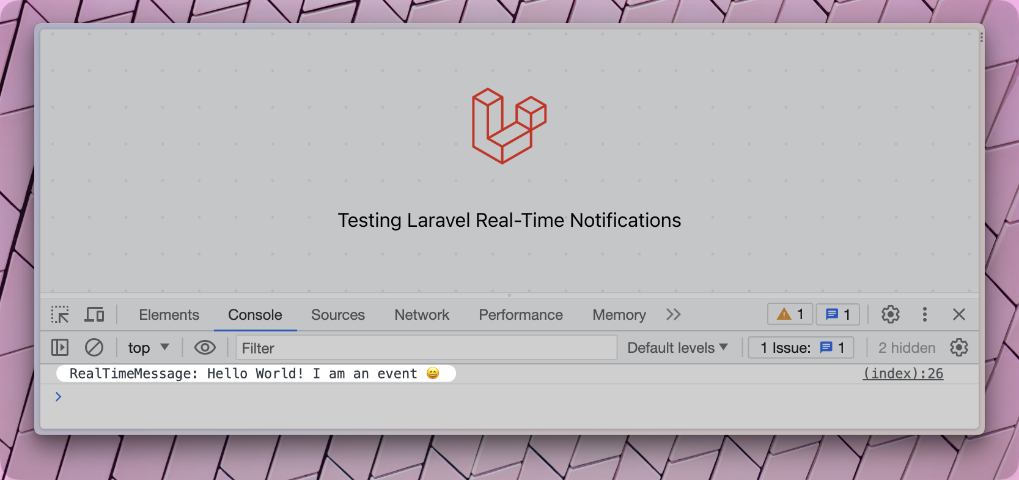 Testing Laravel Real-Time Notifications
Elements Console Sources Network Performance Memory 1 1
top Filter Default levels 1 Issue: 1 2 hidden
RealTimeMessage: Hello World! I am an event 😄 (index):26